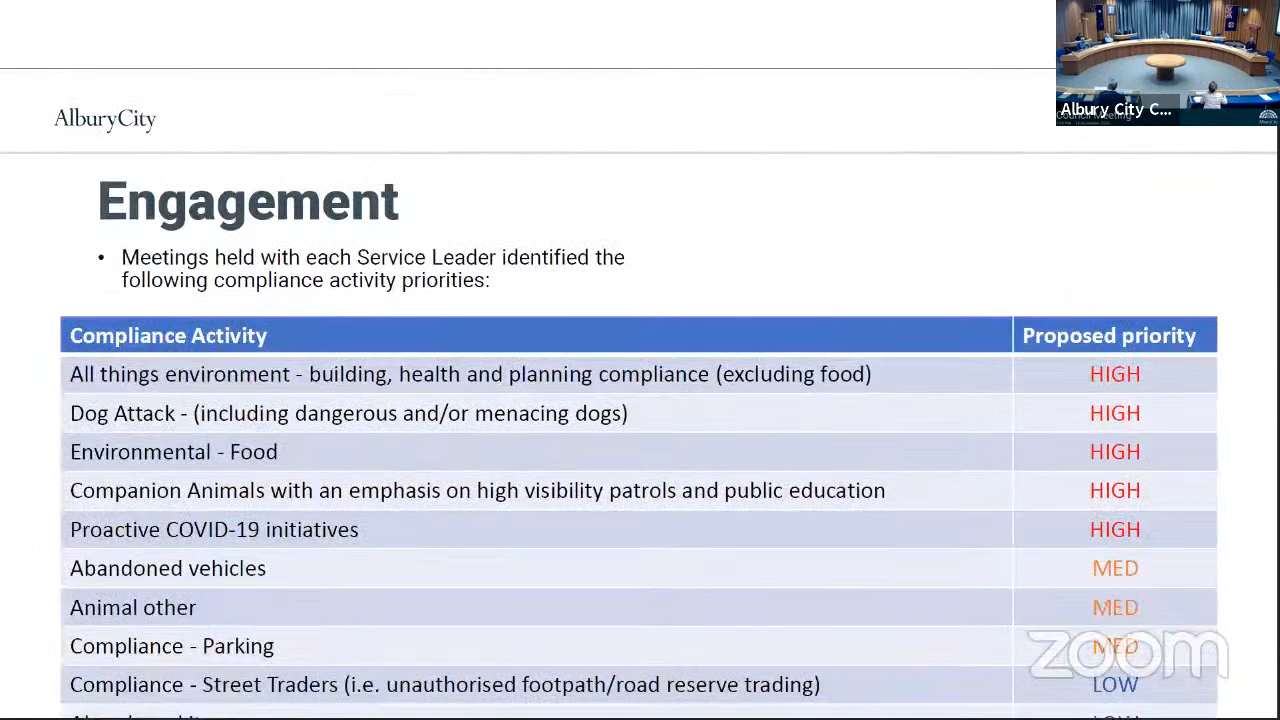 Albury City C...
Council Meeting
AlburyCity
Engagement
• Meetings held with each Service Leader identified the
following compliance activity priorities:
Compliance Activity Proposed priority
All things environment - building, health and planning compliance (excluding food) HIGH
Dog Attack - (including dangerous and/or menacing dogs) HIGH
Environmental - Food HIGH
Companion Animals with an emphasis on high visibility patrols and public education HIGH
Proactive COVID-19 initiatives HIGH
Abandoned vehicles MED
Animal other MED
Compliance - Parking MED
zoom
Compliance - Street Traders (i.e. unauthorised footpath/road reserve trading) LOW
LOW